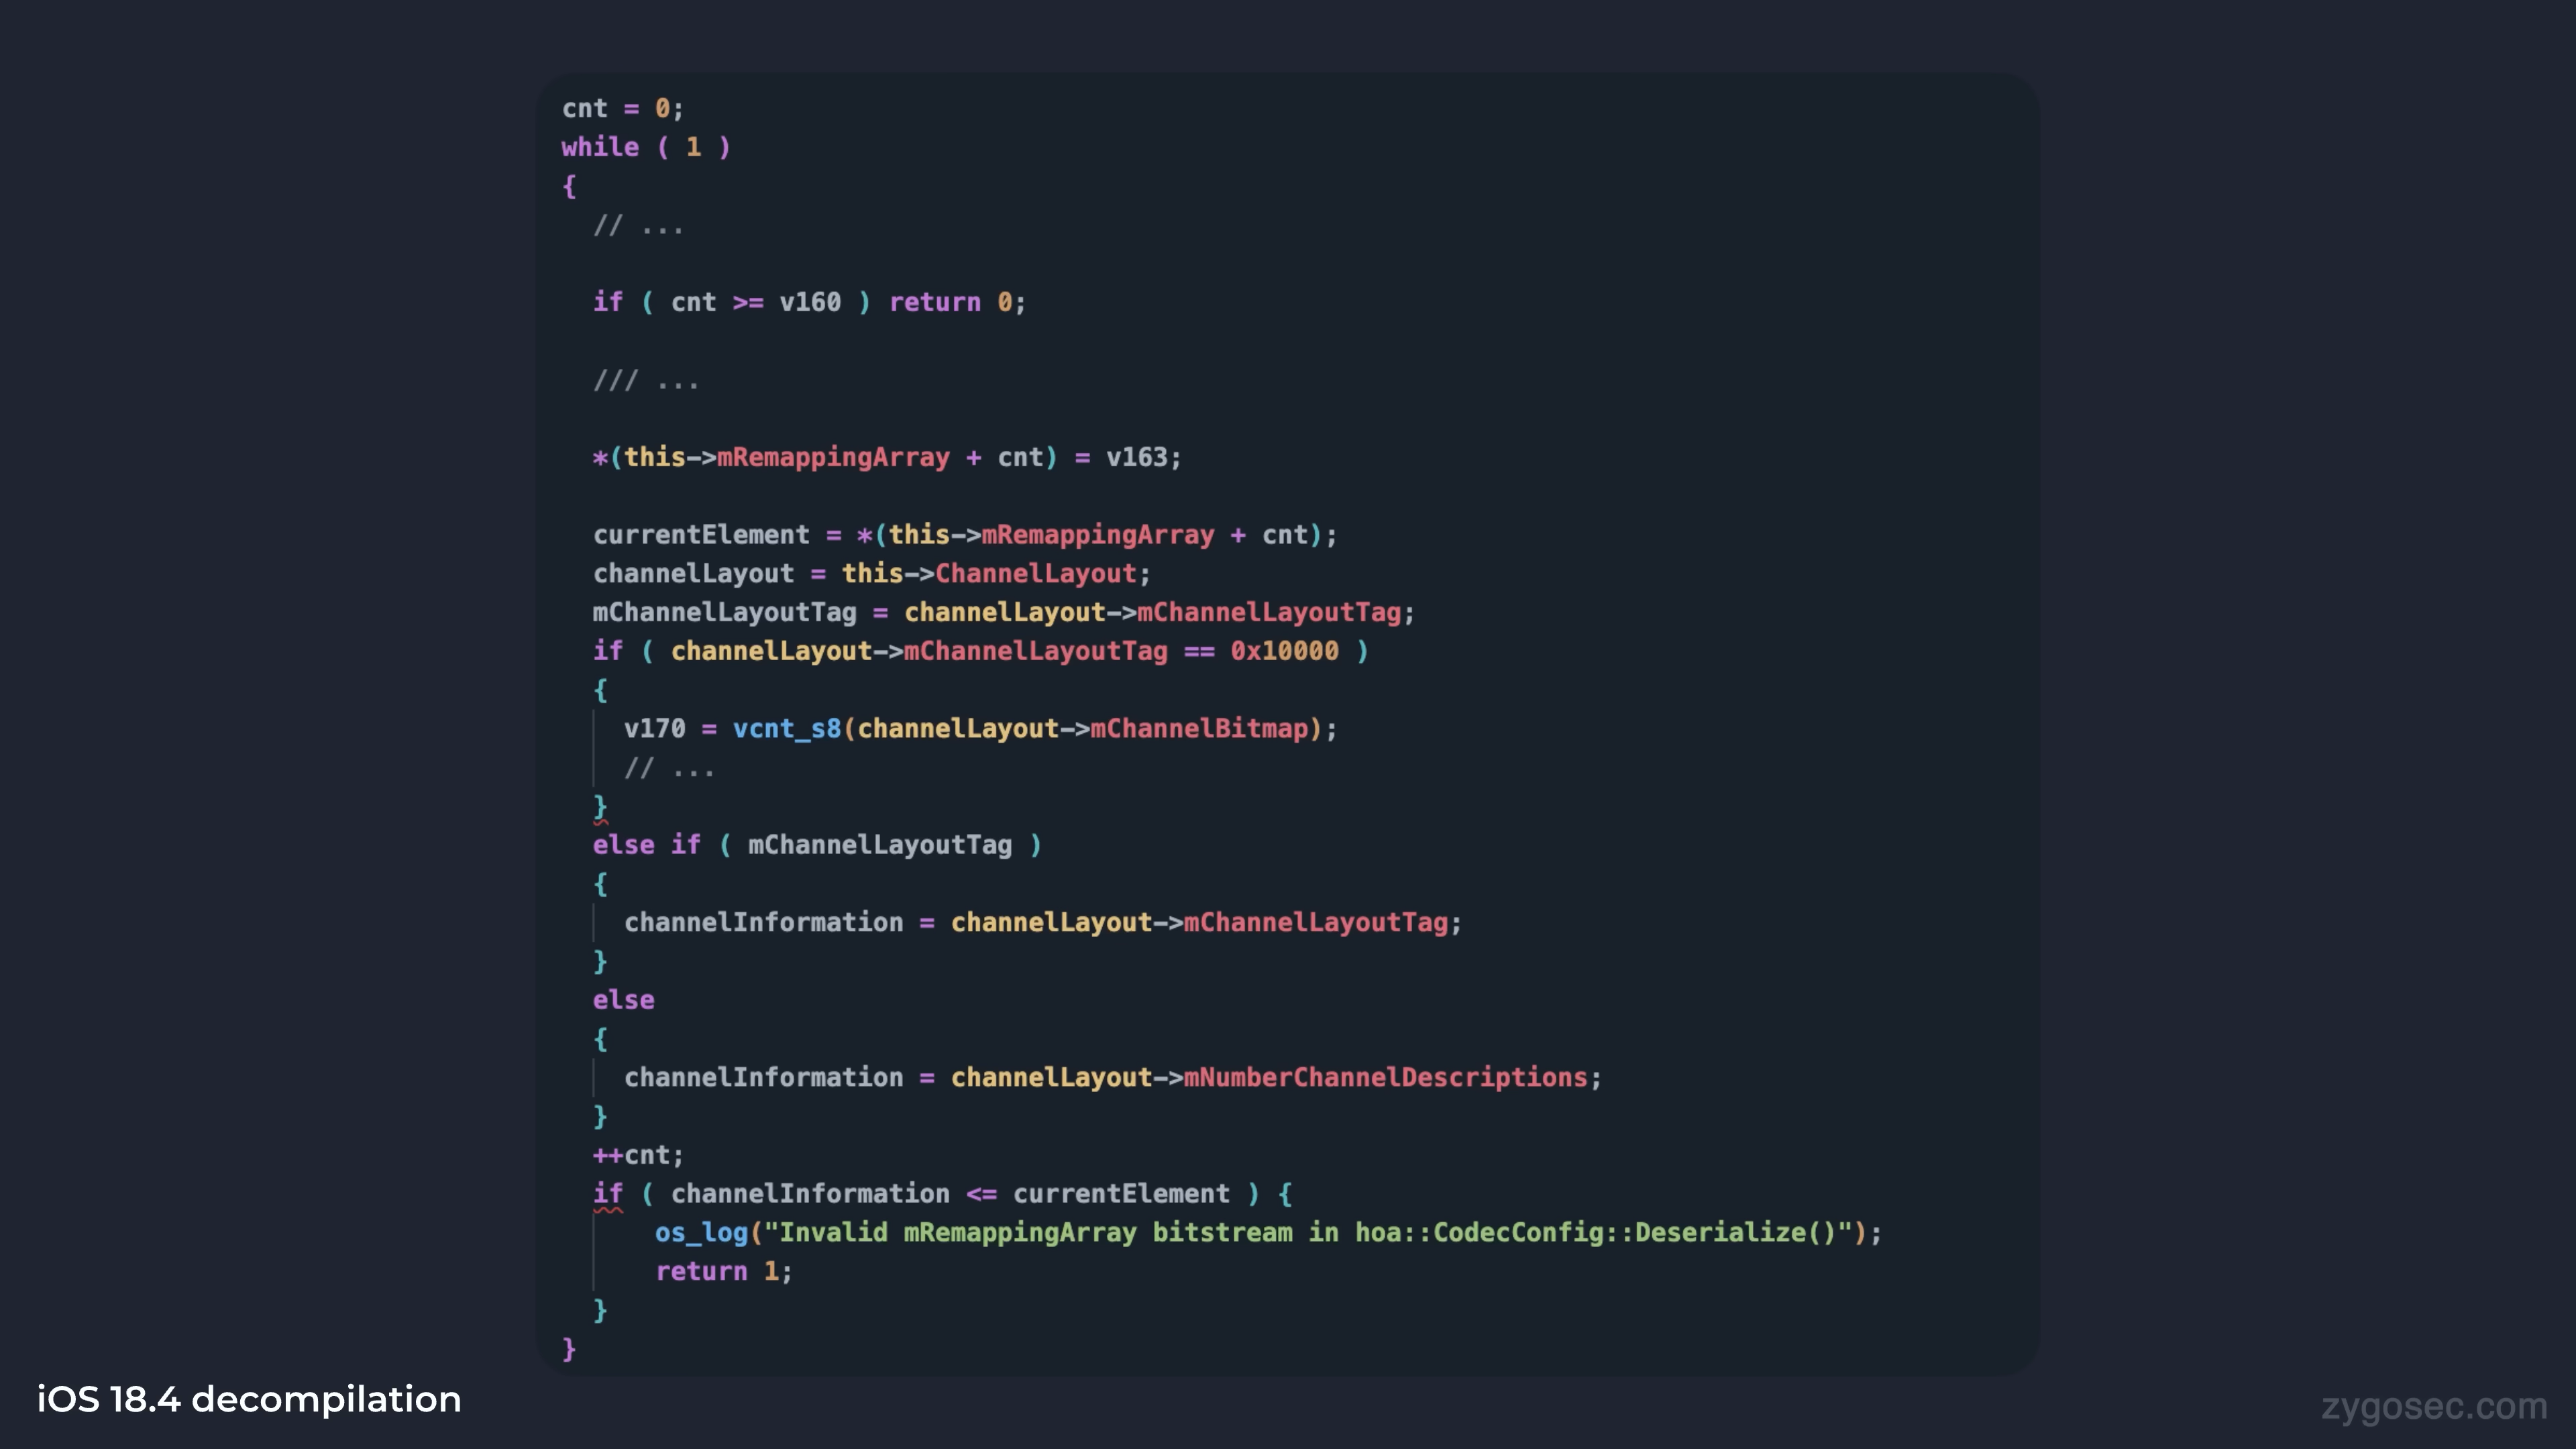 cnt = 0;
while ( 1 )
{
  // ...
  if ( cnt >= v160 ) return 0;
  /// ...
  *(this->mRemappingArray + cnt) = v163;
  currentElement = *(this->mRemappingArray + cnt);
  channelLayout = this->ChannelLayout;
  mChannelLayoutTag = channelLayout->mChannelLayoutTag;
  if ( channelLayout->mChannelLayoutTag == 0x10000 )
  {
    v170 = vcnt_s8(channelLayout->mChannelBitmap);
    // ...
  }
  else if ( mChannelLayoutTag )
  {
    channelInformation = channelLayout->mChannelLayoutTag;
  }
  else
  {
    channelInformation = channelLayout->mNumberChannelDescriptions;
  }
  ++cnt;
  if ( channelInformation <= currentElement ) {
      os_log("Invalid mRemappingArray bitstream in hoa::CodecConfig::Deserialize()");
      return 1;
  }
}
iOS 18.4 decompilation
zygosec.com